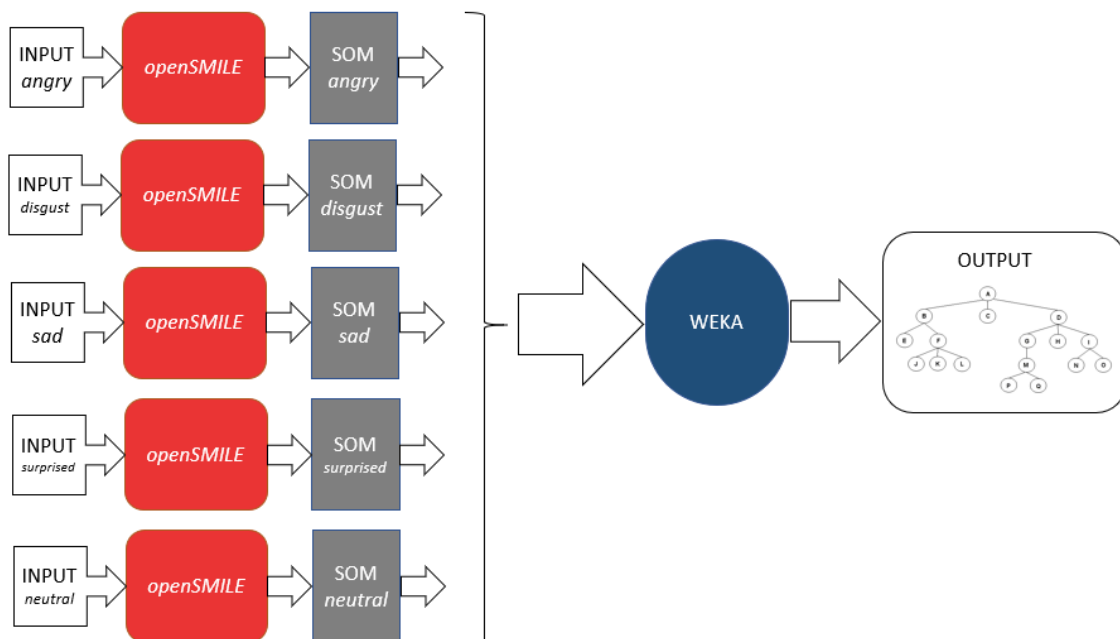 INPUT
angry
openSMILE
SOM
angry
INPUT
disgust
openSMILE
SOM
disgust
INPUT
sad
openSMILE
SOM
sad
INPUT
surprised
openSMILE
SOM
surprised
INPUT
neutral
openSMILE
SOM
neutral
WEKA
OUTPUT
A
B C D
E F G H I
J K L M N O
P Q